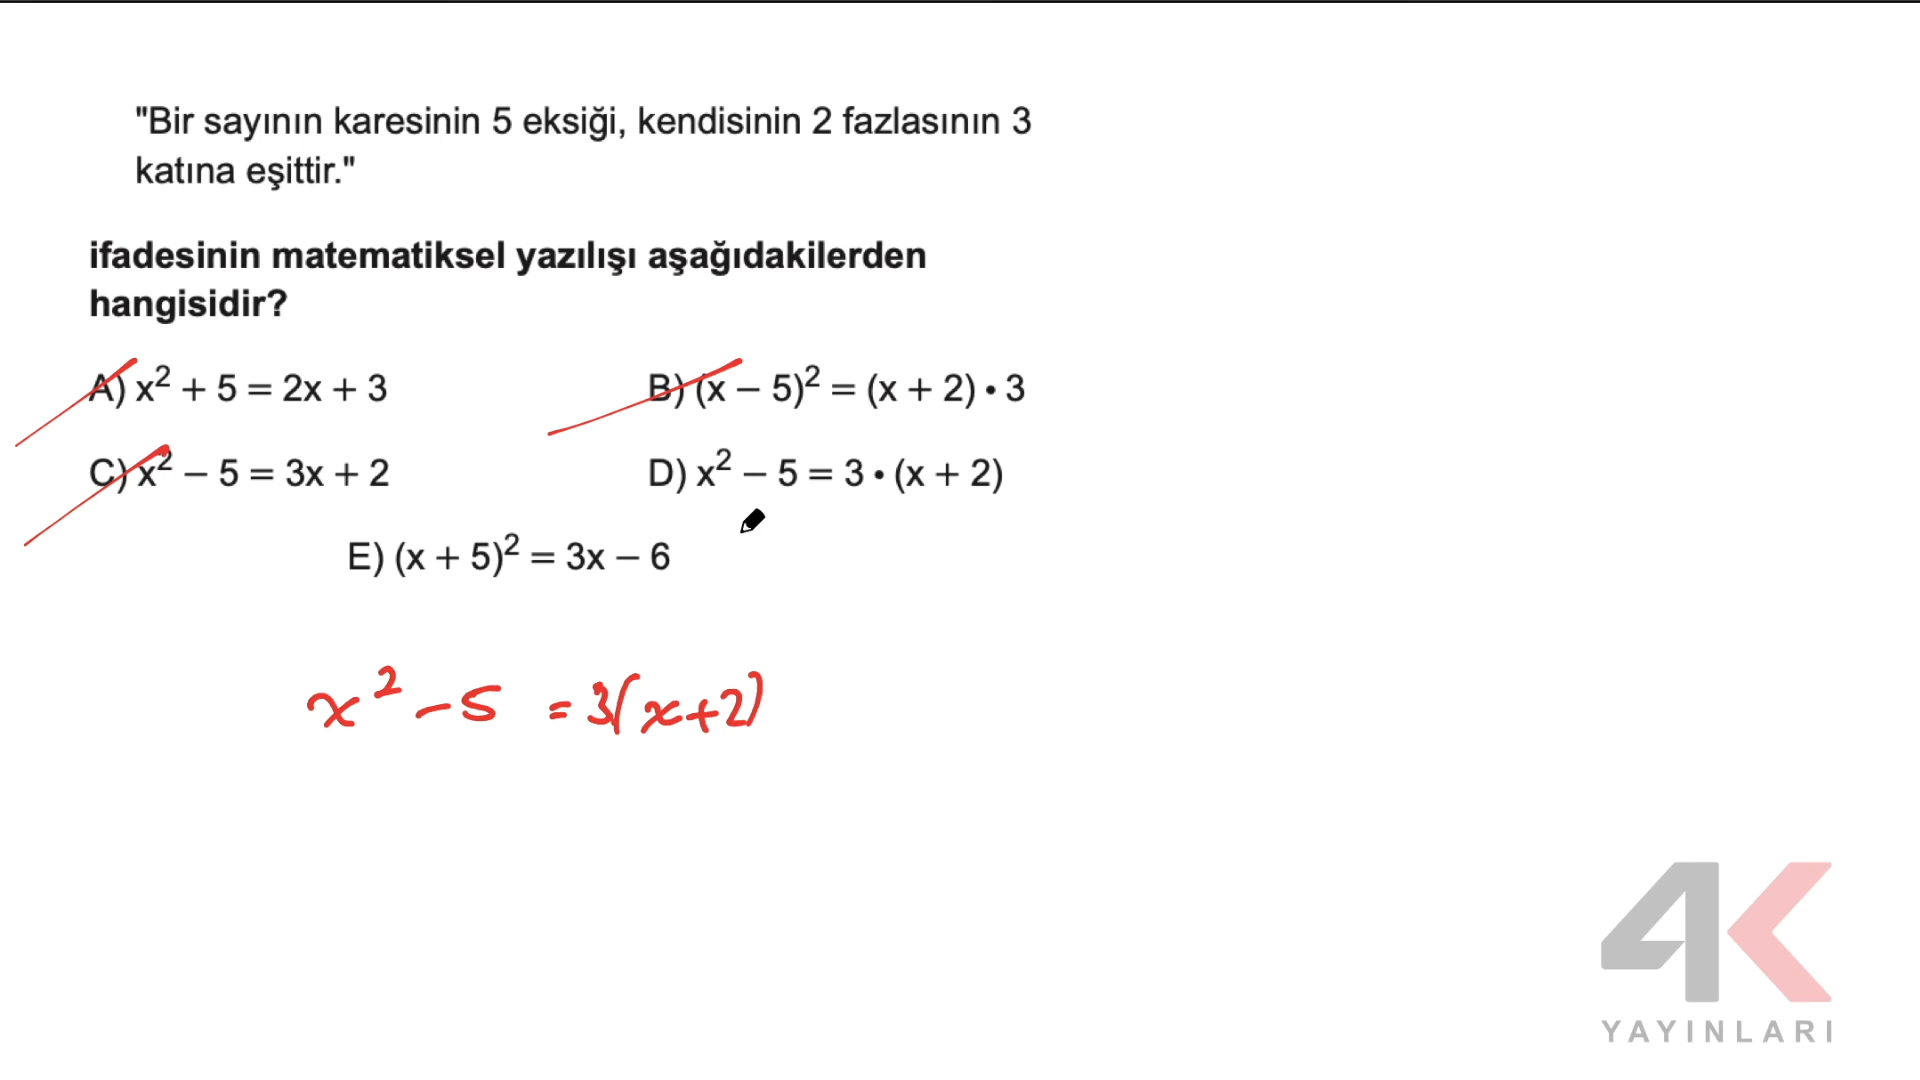 "Bir sayının karesinin 5 eksiği, kendisinin 2 fazlasının 3
katına eşittir."
ifadesinin matematiksel yazılışı aşağıdakilerden
hangisidir?
A) x² + 5 = 2x + 3 B) (x – 5)² = (x + 2) • 3
C) x² – 5 = 3x + 2 D) x² – 5 = 3 • (x + 2)
E) (x + 5)² = 3x – 6
x² – 5 = 3(x+2)
4K
YAYINLARI